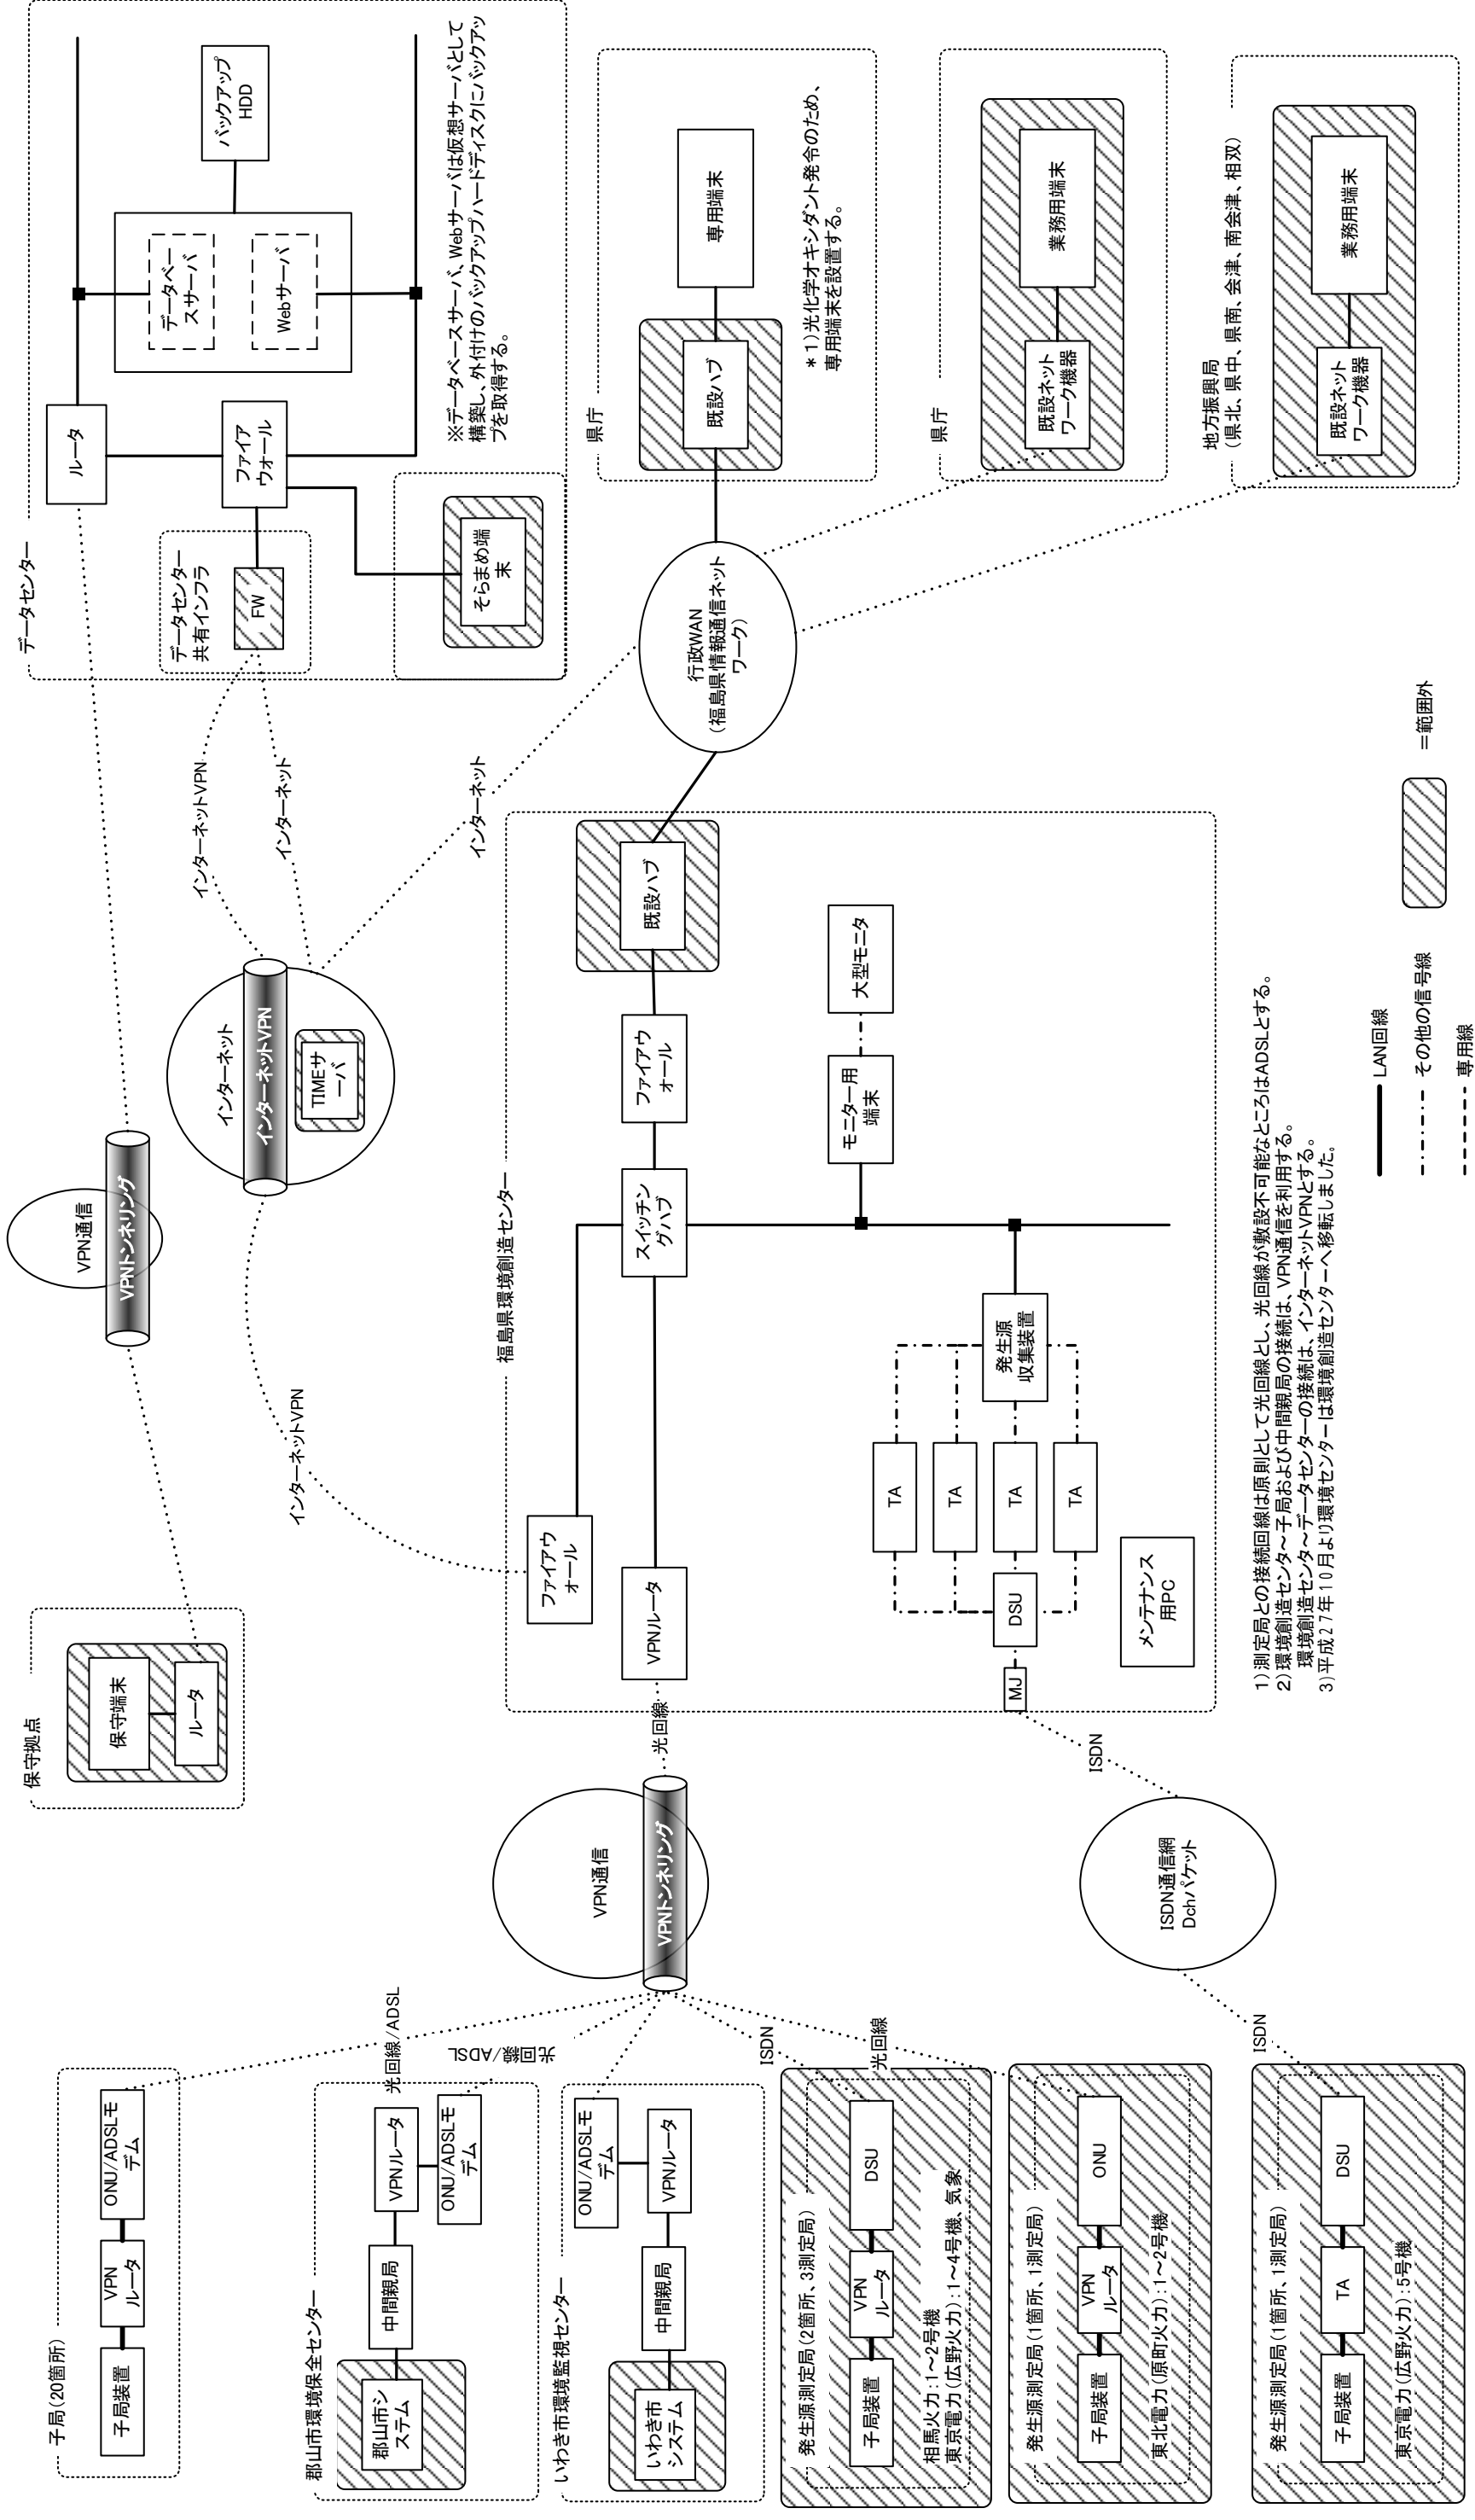 子局(20箇所)
子局装置
VPN
ルータ
ONU/ADSLモ
デム
郡山市環境保全センター
郡山市シ
ステム
中間親局
VPNルータ
ONU/ADSLモ
デム
光回線/ADSL
光回線/ADSL
いわき市環境監視センター
いわき市
システム
中間親局
VPNルータ
ONU/ADSLモ
デム
発生源測定局(2箇所、3測定局)
子局装置
VPN
ルータ
DSU
相馬火力:1~2号機
東京電力(広野火力):1~4号機、気象
ISDN
光回線
発生源測定局(1箇所、1測定局)
子局装置
VPN
ルータ
ONU
東北電力(原町火力):1~2号機
発生源測定局(1箇所、1測定局)
子局装置
TA
DSU
東京電力(広野火力):5号機
ISDN
保守拠点
保守端末
ルータ
VPN通信
VPNトンネリング
光回線
ISDN通信網
Dchパケット
ISDN
VPN通信
VPNトンネリング
インターネット
インターネットVPN
TIMEサ
ーバ
インターネットVPN
インターネットVPN
インターネット
インターネット
福島県環境創造センター
ファイアウ
ォール
VPNルータ
スイッチン
グハブ
ファイアウ
ォール
既設ハブ
モニター用
端末
大型モニタ
発生源
収集装置
TA
TA
TA
TA
DSU
MJ
メンテナンス
用PC
データセンター
ルータ
ファイア
ウォール
データセンター
共有インフラ
FW
そらまめ端
末
データベー
スサーバ
Webサーバ
バックアップ
HDD
※データベースサーバ、Webサーバは仮想サーバとして
構築し、外付けのバックアップハードディスクにバックアッ
プを取得する。
行政WAN
(福島県情報通信ネット
ワーク)
県庁
既設ハブ
専用端末
*1)光化学オキシダント発令のため、
専用端末を設置する。
県庁
既設ネット
ワーク機器
業務用端末
地方振興局
(県北、県中、県南、会津、南会津、相双)
既設ネット
ワーク機器
業務用端末
1)測定局との接続回線は原則として光回線とし、光回線が敷設不可能なところはADSLとする。
2)環境創造センタ~子局および中間親局の接続は、VPN通信を利用する。
環境創造センタ~データセンターの接続は、インターネットVPNとする。
3)平成27年10月より環境センターは環境創造センターへ移転しました。
LAN回線
その他の信号線
専用線
=範囲外